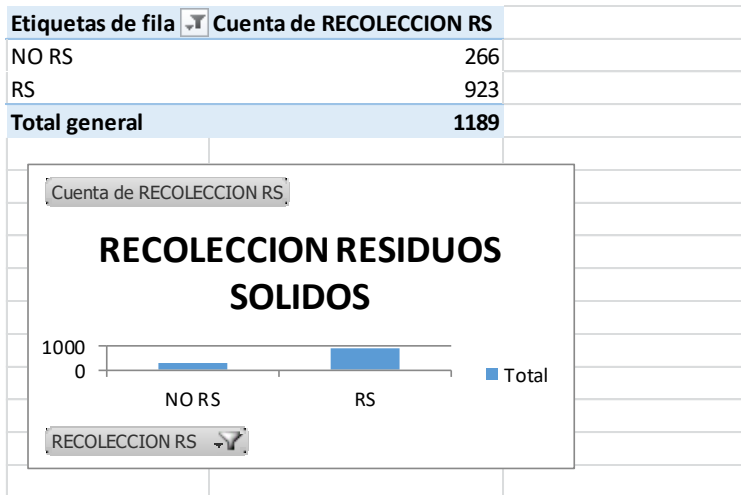 Etiquetas de fila Cuenta de RECOLECCION RS
NO RS 266
RS 923
Total general 1189
Cuenta de RECOLECCION RS
RECOLECCION RESIDUOS
SOLIDOS
1000
0
NO RS RS
Total
RECOLECCION RS